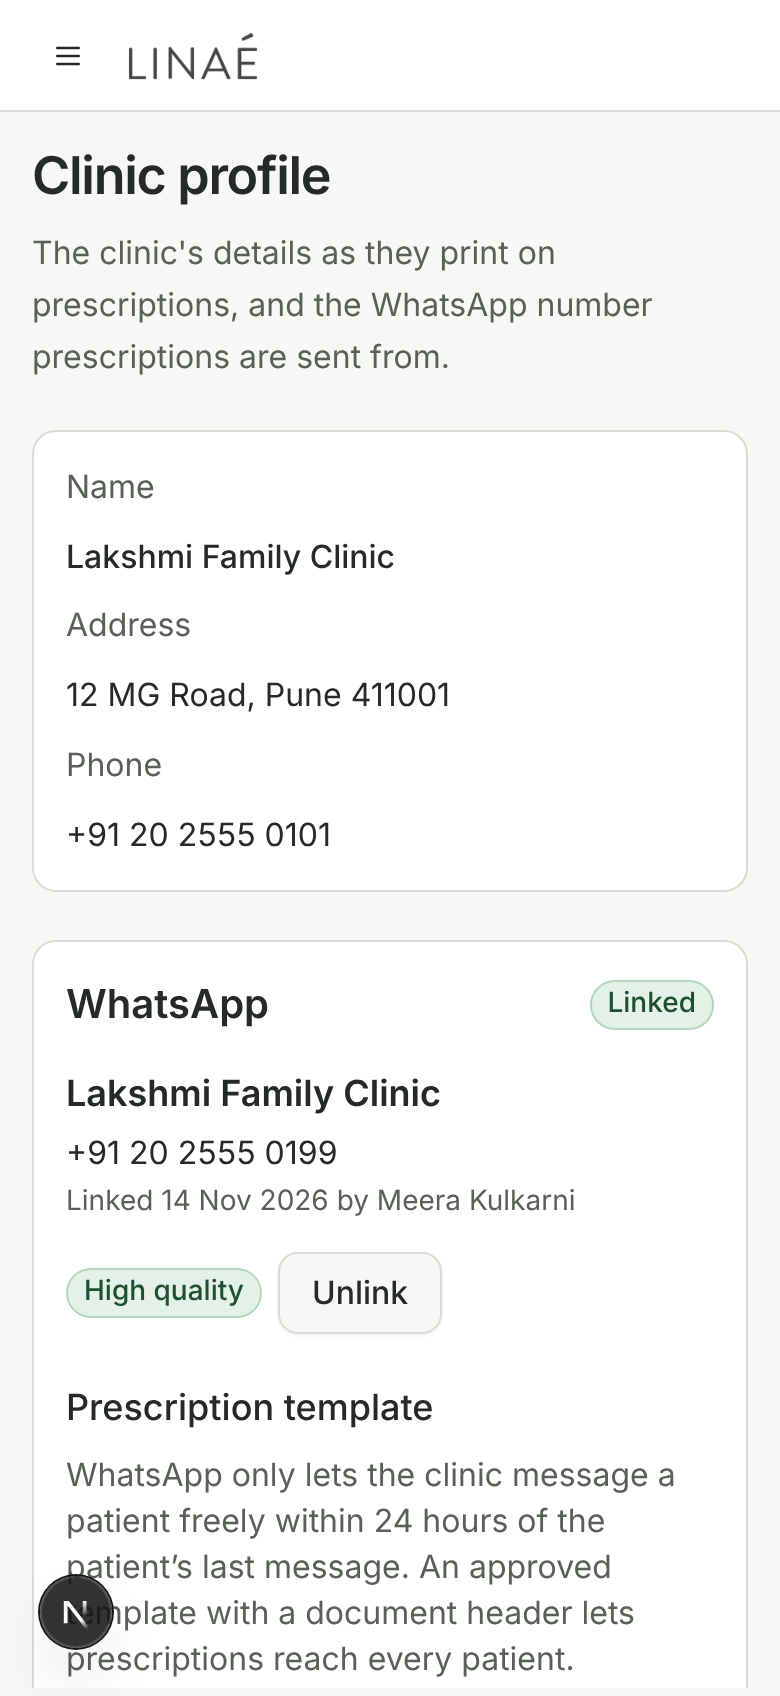 LINAÉ
Clinic profile
The clinic's details as they print on
prescriptions, and the WhatsApp number
prescriptions are sent from.
Name
Lakshmi Family Clinic
Address
12 MG Road, Pune 411001
Phone
+91 20 2555 0101
WhatsApp
Linked
Lakshmi Family Clinic
+91 20 2555 0199
Linked 14 Nov 2026 by Meera Kulkarni
High quality
Unlink
Prescription template
WhatsApp only lets the clinic message a
patient freely within 24 hours of the
patient’s last message. An approved
template with a document header lets
prescriptions reach every patient.
N